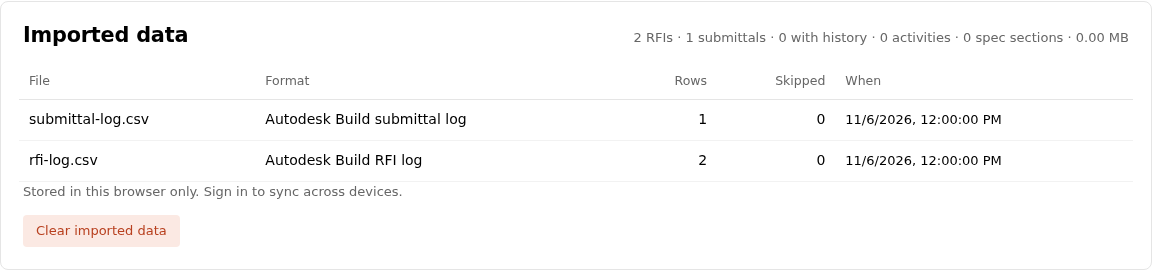 Imported data
2 RFIs · 1 submittals · 0 with history · 0 activities · 0 spec sections · 0.00 MB
File Format Rows Skipped When
submittal-log.csv Autodesk Build submittal log 1 0 11/6/2026, 12:00:00 PM
rfi-log.csv Autodesk Build RFI log 2 0 11/6/2026, 12:00:00 PM
Stored in this browser only. Sign in to sync across devices.
Clear imported data